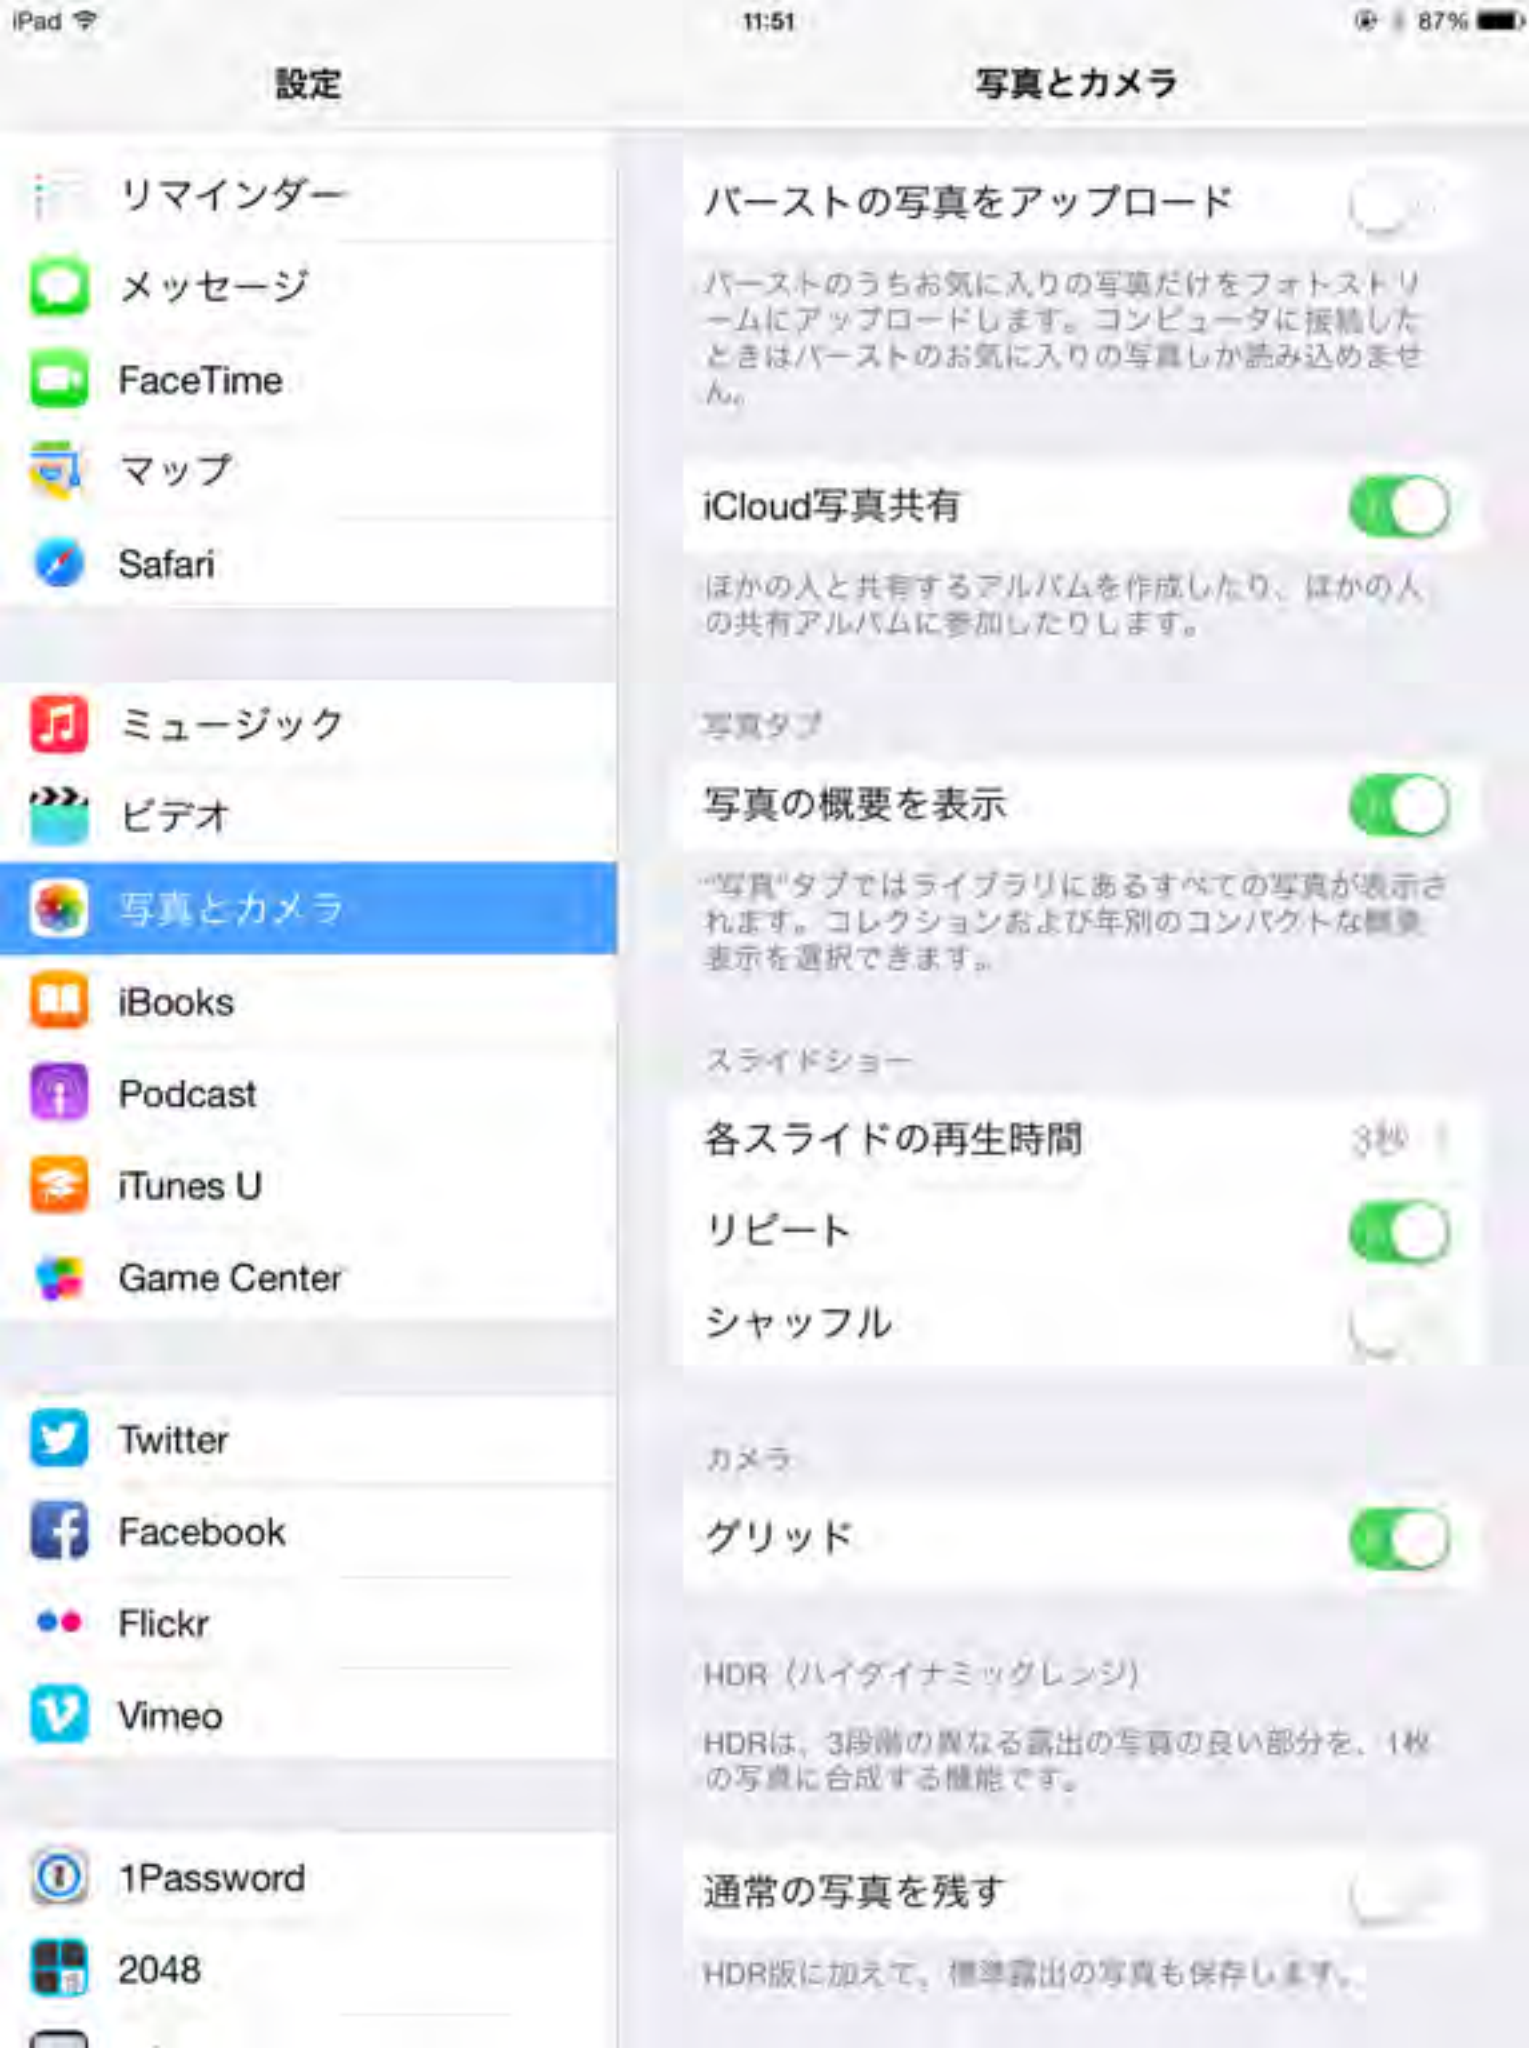 iPad
11:51
87%
設定
写真とカメラ
リマインダー
メッセージ
FaceTime
マップ
Safari
ミュージック
ビデオ
写真とカメラ
iBooks
Podcast
iTunes U
Game Center
Twitter
Facebook
Flickr
Vimeo
1Password
2048
バーストの写真をアップロード
バーストのうちお気に入りの写真だけをフォトストリ
ームにアップロードします。コンピュータに接続した
ときはバーストのお気に入りの写真しか読み込めませ
ん。
iCloud写真共有
ほかの人と共有するアルバムを作成したり、ほかの人
の共有アルバムに参加したりします。
写真タブ
写真の概要を表示
"写真"タブではライブラリにあるすべての写真が表示さ
れます。コレクションおよび年別のコンパクトな概要
表示を選択できます。
スライドショー
各スライドの再生時間
3秒
リピート
シャッフル
カメラ
グリッド
HDR（ハイダイナミックレンジ）
HDRは、3段階の異なる露出の写真の良い部分を、1枚
の写真に合成する機能です。
通常の写真を残す
HDR版に加えて、標準露出の写真も保存します。